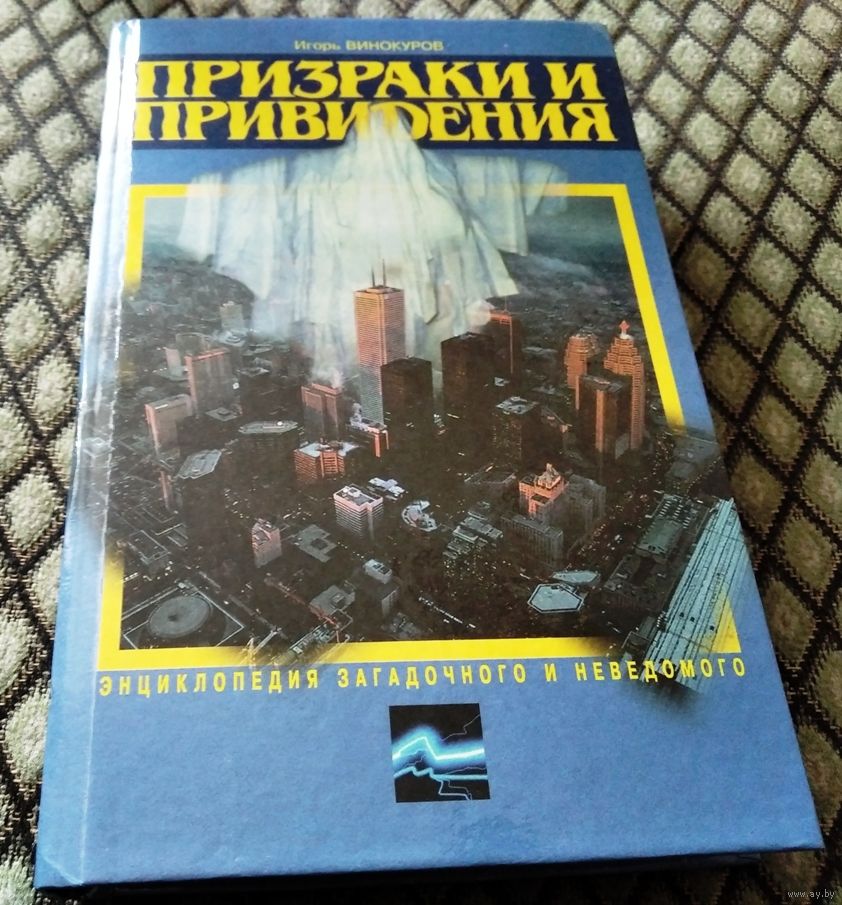 Игорь ВИНОКУРОВ
ПРИЗРАКИ И
ПРИВИДЕНИЯ
ЭНЦИКЛОПЕДИЯ ЗАГАДОЧНОГО И НЕВЕДОМОГО
www.ay.by